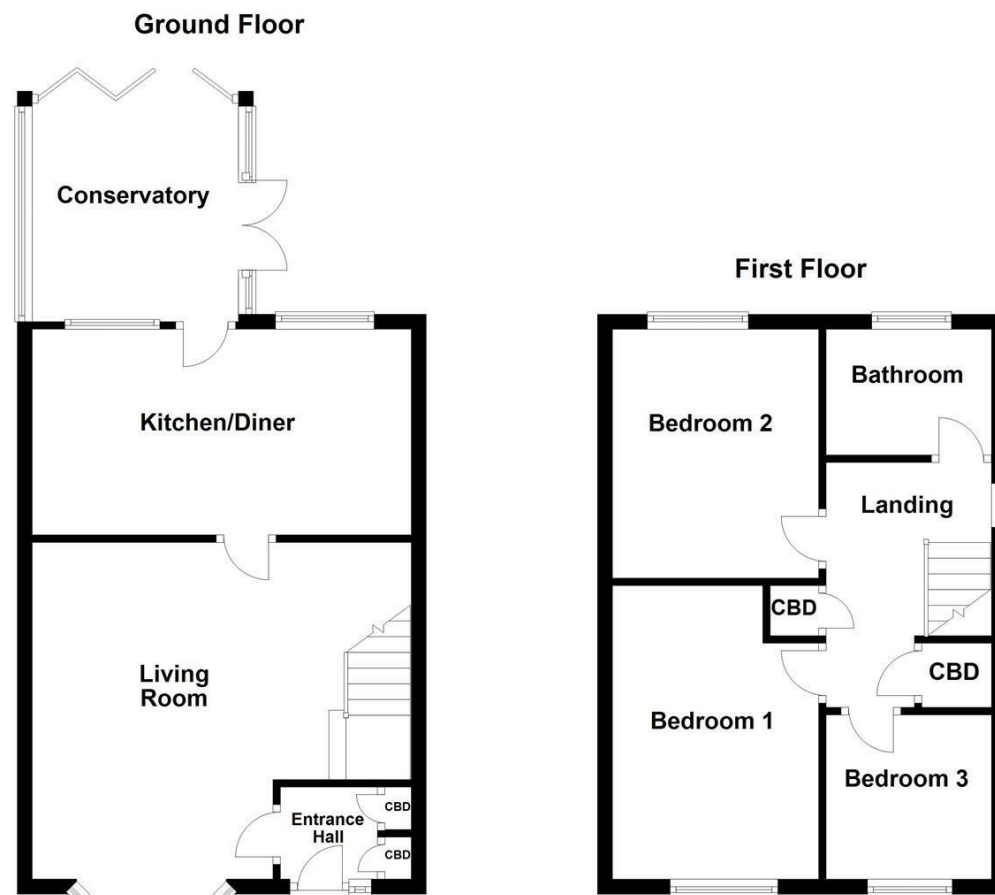 Ground Floor
Conservatory
Kitchen/Diner
Living
Room
Entrance
Hall
CBD
CBD
First Floor
Bedroom 2
Bathroom
Landing
CBD
CBD
Bedroom 1
Bedroom 3